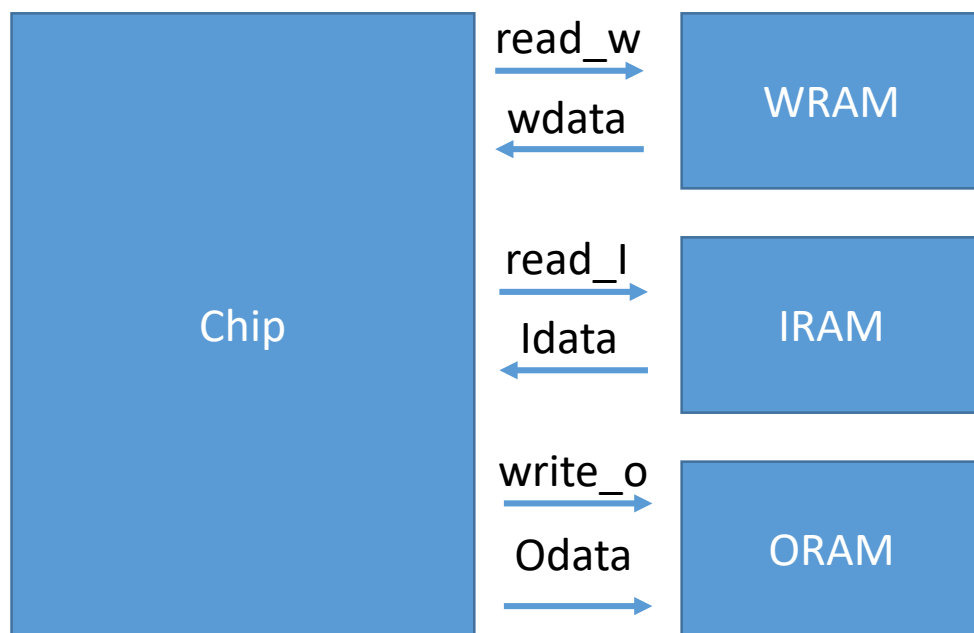 read_w
WRAM
wdata
read_I
Chip
IRAM
Idata
write_o
ORAM
Odata